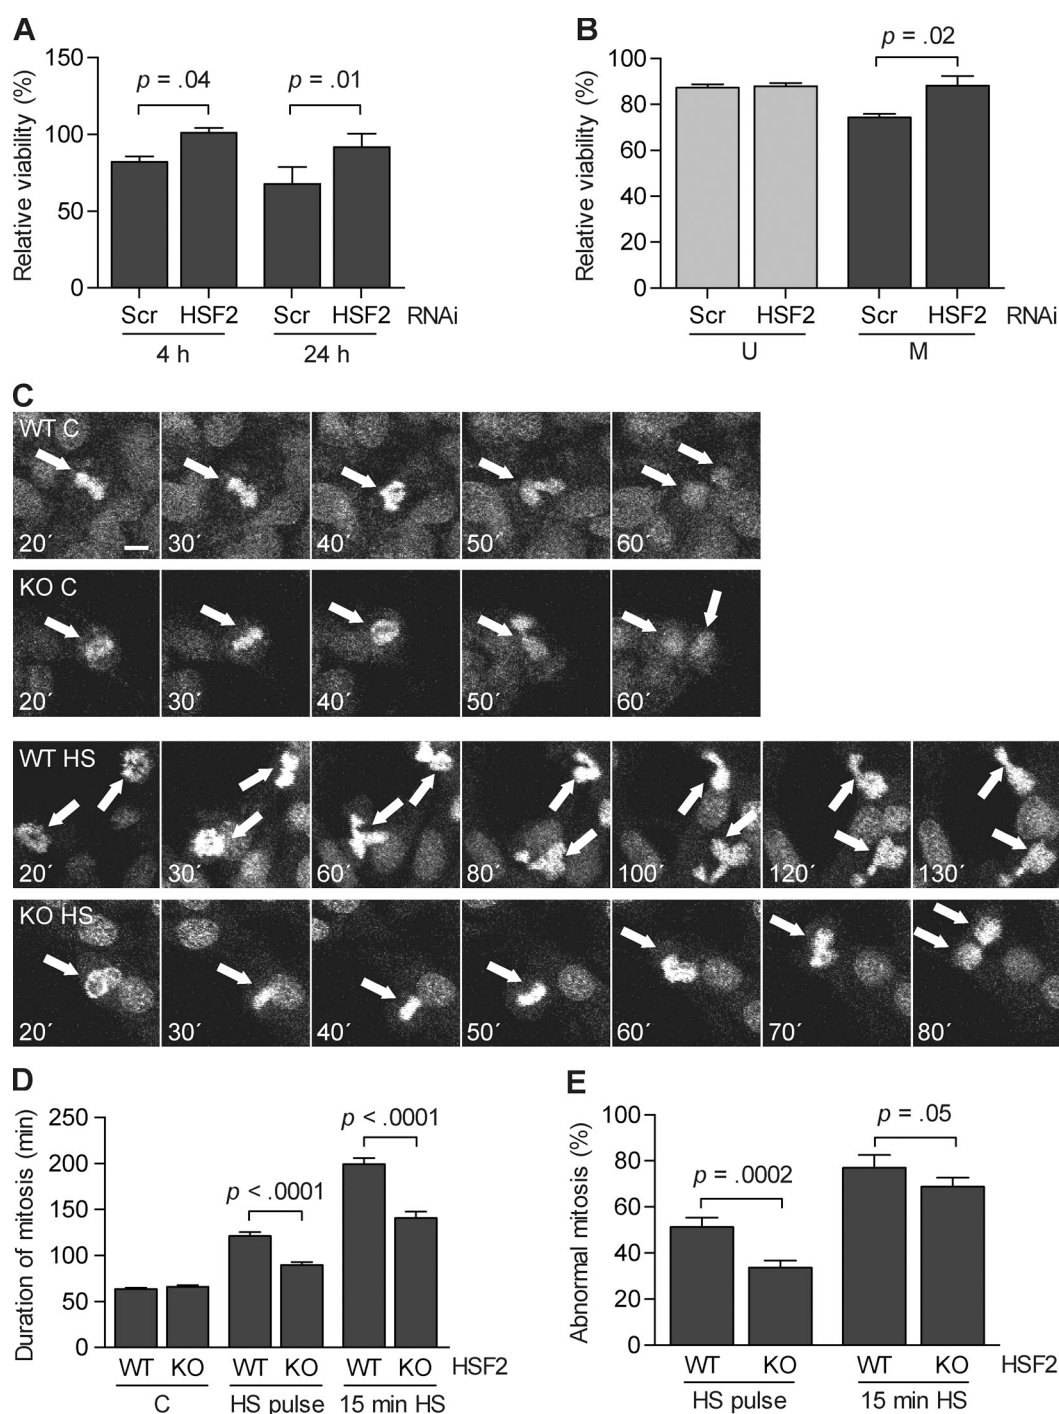 A
150
100
50
0
Relative viability (%)
p = .04
p = .01
Scr HSF2 Scr HSF2 RNAi
4 h 24 h
B
100
80
60
40
20
0
Relative viability (%)
p = .02
Scr HSF2 Scr HSF2 RNAi
U M
C
WT C
20´ 30´ 40´ 50´ 60´
KO C
20´ 30´ 40´ 50´ 60´
WT HS
20´ 30´ 60´ 80´ 100´ 120´ 130´
KO HS
20´ 30´ 40´ 50´ 60´ 70´ 80´
D
250
200
150
100
50
0
Duration of mitosis (min)
p < .0001
p < .0001
WT KO WT KO WT KO HSF2
C HS pulse 15 min HS
E
100
80
60
40
20
0
Abnormal mitosis (%)
p = .0002
p = .05
WT KO WT KO HSF2
HS pulse 15 min HS